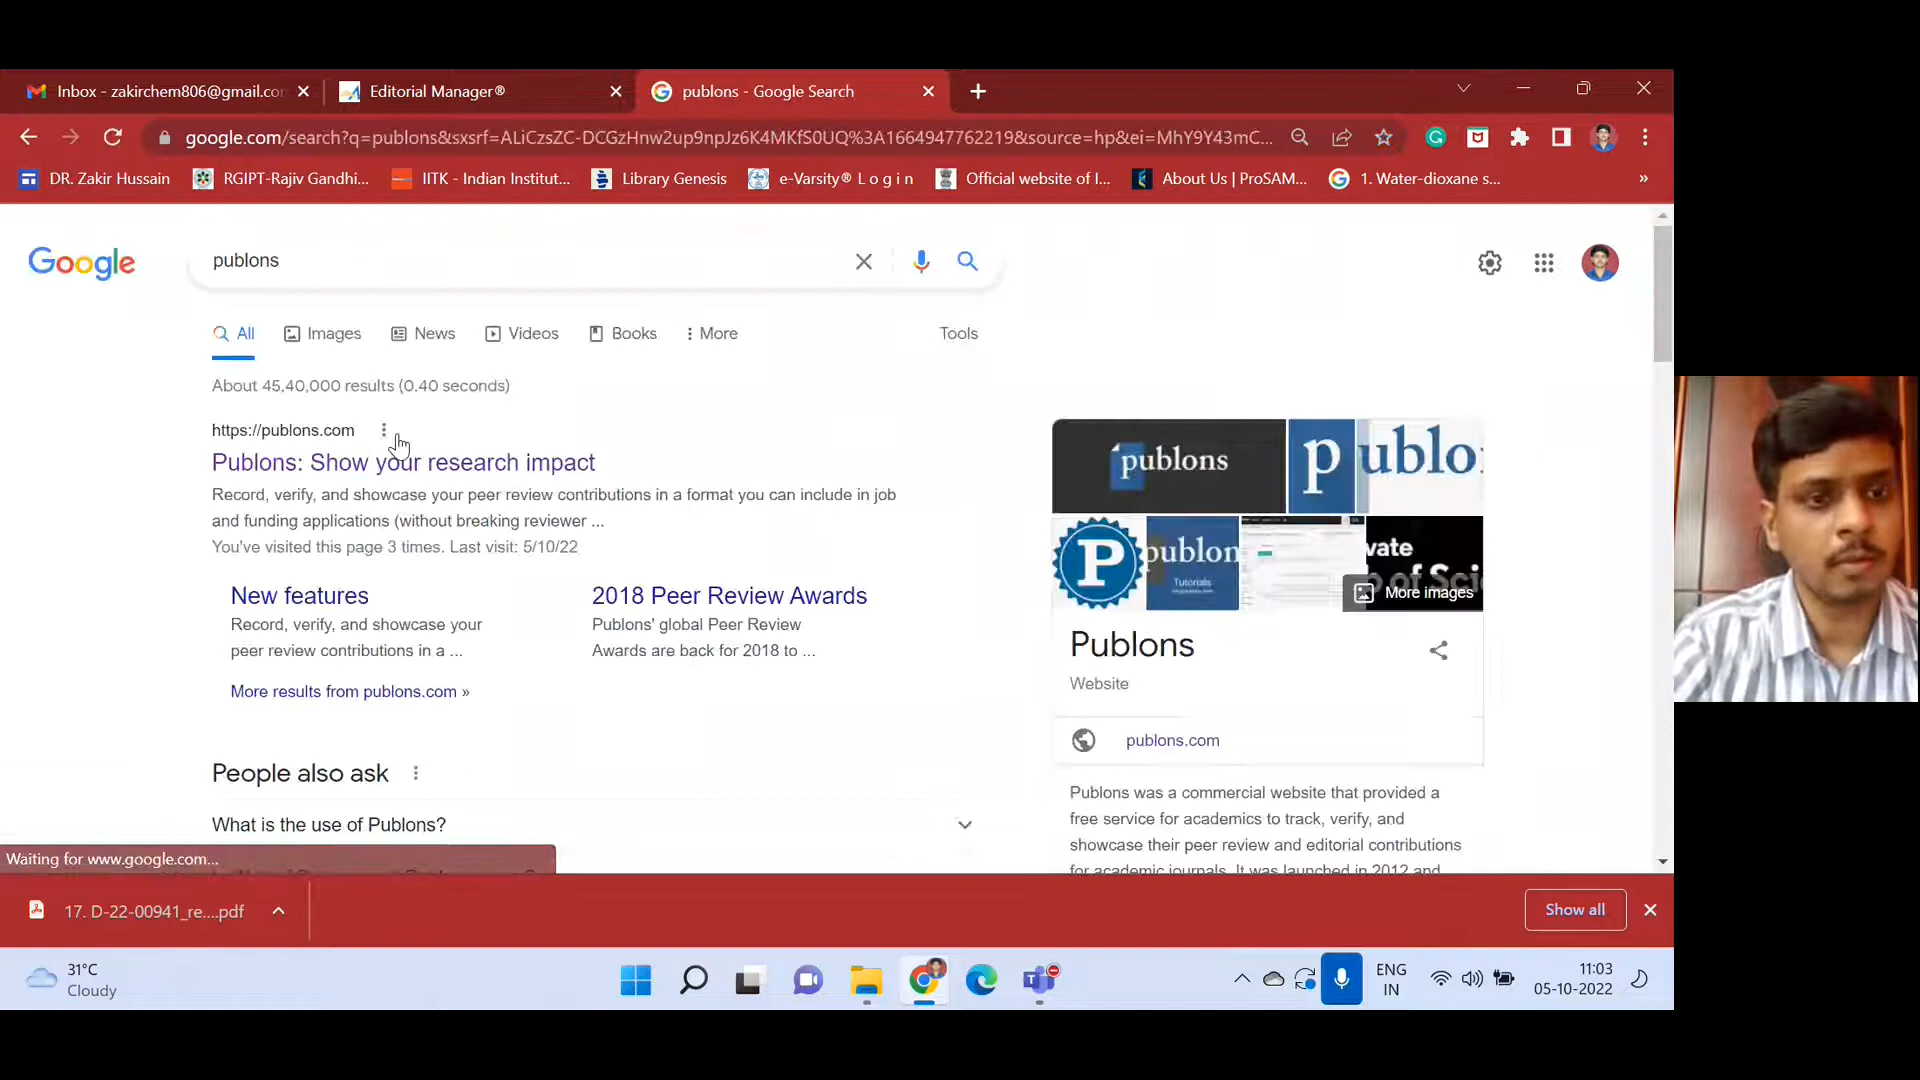 Inbox - zakirchem806@gmail.co
Editorial Manager®
publons - Google Search
google.com/search?q=publons&sxsrf=ALiCzsZC-DCGzHnw2up9npJz6K4MKfS0UQ%3A1664947762219&source=hp&ei=MhY9Y43mC...
DR. Zakir Hussain
RGIPT-Rajiv Gandhi...
IITK - Indian Institut...
Library Genesis
e-Varsity® L o g i n
Official website of I...
About Us | ProSAM...
1. Water-dioxane s...
»
Google
publons
All
Images
News
Videos
Books
More
Tools
About 45,40,000 results (0.40 seconds)
https://publons.com
Publons: Show your research impact
Record, verify, and showcase your peer review contributions in a format you can include in job
and funding applications (without breaking reviewer ...
You've visited this page 3 times. Last visit: 5/10/22
New features
Record, verify, and showcase your
peer review contributions in a ...
2018 Peer Review Awards
Publons' global Peer Review
Awards are back for 2018 to ...
More results from publons.com »
People also ask
What is the use of Publons?
publons
p
ublo
P
publon
Tutorials
vate
of Sci
More images
Publons
Website
publons.com
Publons was a commercial website that provided a
free service for academics to track, verify, and
showcase their peer review and editorial contributions
for academic journals. It was launched in 2012 and
Waiting for www.google.com...
17. D-22-00941_re....pdf
Show all
31°C
Cloudy
ENG
IN
11:03
05-10-2022